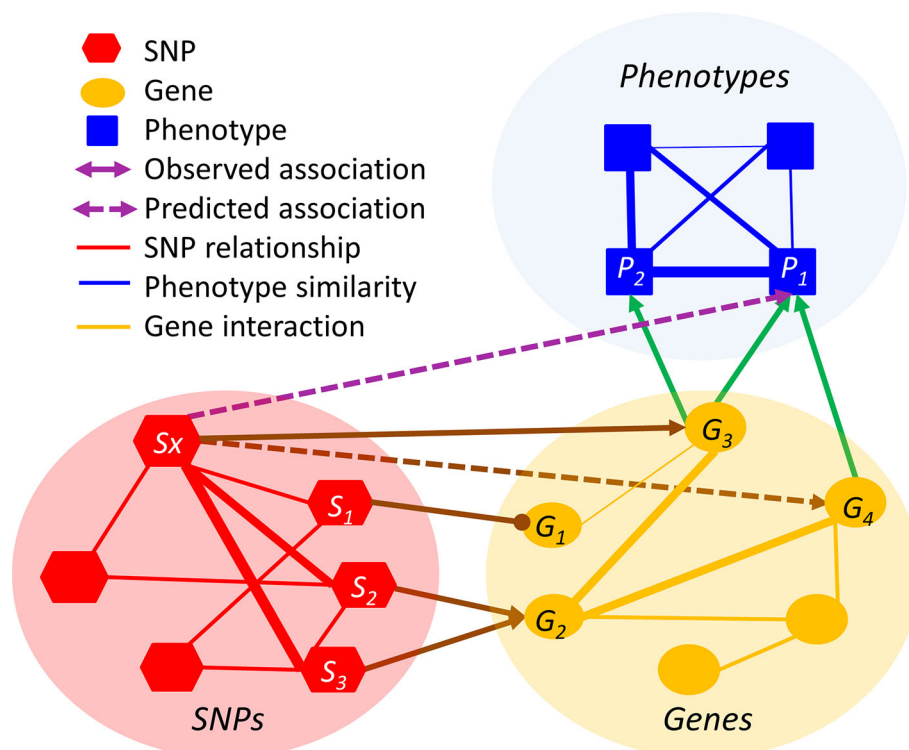 SNP
Gene
Phenotype
Observed association
Predicted association
SNP relationship
Phenotype similarity
Gene interaction
Phenotypes
P2
P1
Sx
S1
S2
S3
SNPs
G3
G4
G1
G2
Genes